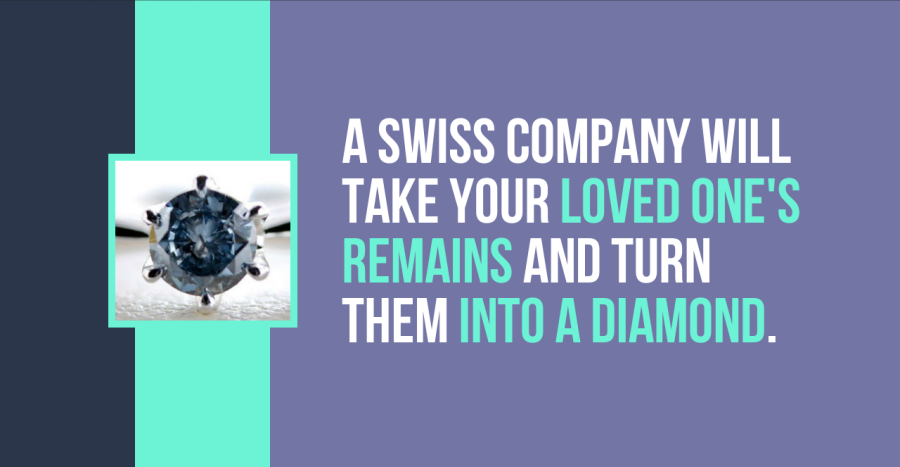 A SWISS COMPANY WILL
TAKE YOUR LOVED ONE'S
REMAINS AND TURN
THEM INTO A DIAMOND.